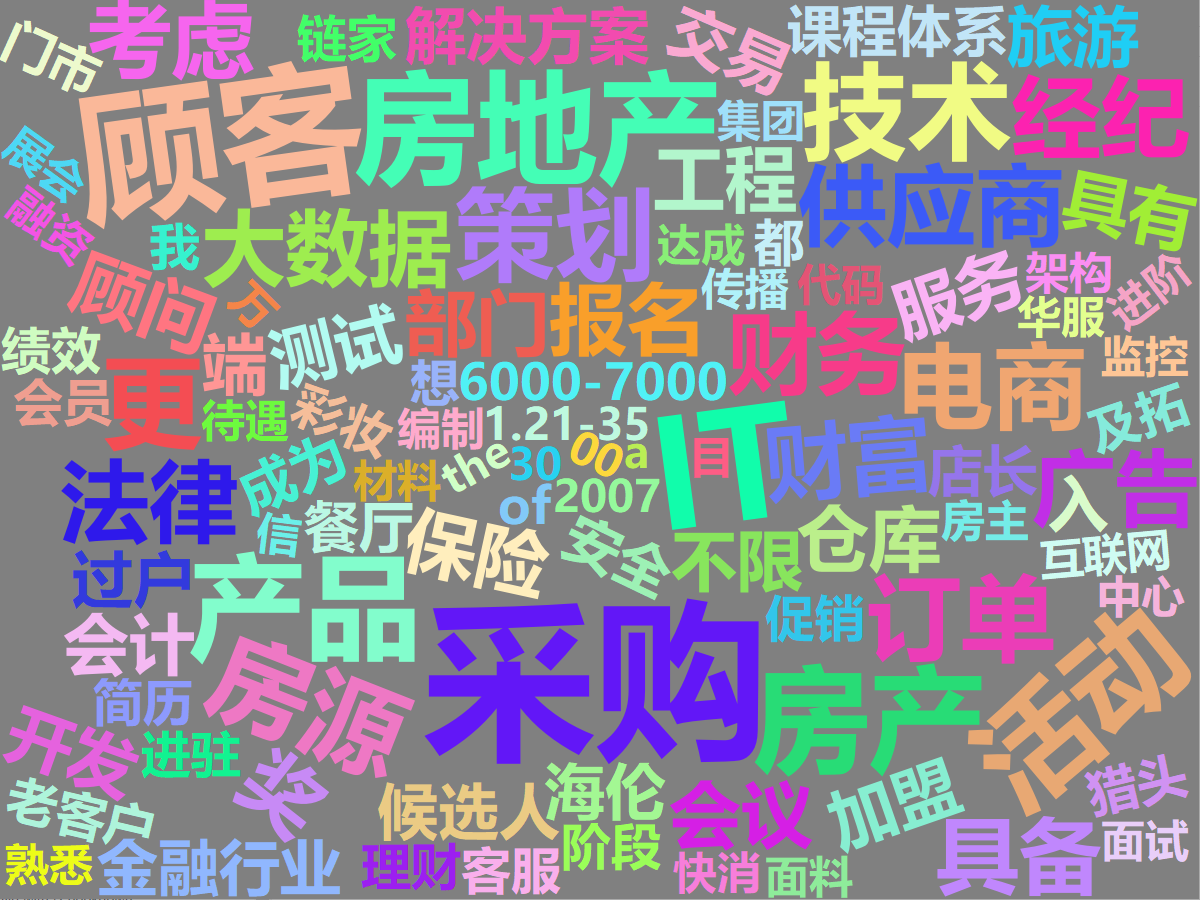 门市
考虑
链家
解决方案
交易
课程体系
旅游
顾客
房地产
集团
技术
经纪
展会
融资
我
大数据
策划
工程
达成
都
供应商
具有
顾问
万
测试
部门
报名
传播
代码
服务
架构
华服
进阶
绩效
会员
更
端
待遇
彩妆
想
6000-7000
财务
电商
监控
及拓
编制
1.21-35
IT
目
财富
店长
广告
法律
成为
材料
the
30
00
a
of
2007
信
餐厅
保险
安全
不限
仓库
房主
入
互联网
过户
产品
采购
促销
订单
中心
会计
房源
简历
房产
活动
开发
进驻
奖
老客户
候选人
海伦
会议
加盟
猎头
熟悉
金融行业
理财
客服
阶段
快消
面料
具备
面试